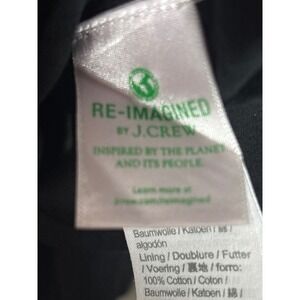 RE-IMAGINED
BY J.CREW
INSPIRED BY THE PLANET
AND ITS PEOPLE.
Learn more at
jcrew.com/reimagined
Baumwolle / Katoen / 綿 /
algodón
Lining / Doublure / Futter
/ Voering / 裏地 / forro:
100% Cotton / Coton /
Baumwolle / Katoen / 綿 /